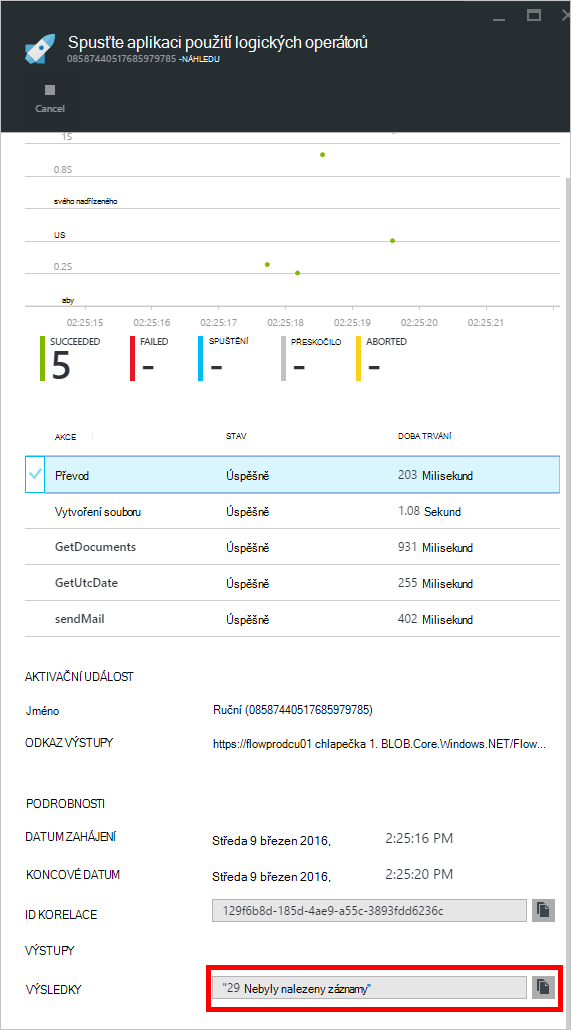 Spusťte aplikaci použití logických operátorů
08587440517685979785 -NÁHLEDU
Cancel
1S
0.8S
svého nadřízeného
US
0.2S
aby
02:25:15 02:25:16 02:25:17 02:25:18 02:25:19 02:25:20 02:25:21
SUCCEEDED FAILED SPUŠTĚNÍ PŘESKOČILO ABORTED
5 - - - -
AKCE STAV DOBA TRVÁNÍ
Převod Úspěšně 203 Milisekund
Vytvoření souboru Úspěšně 1.08 Sekund
GetDocuments Úspěšně 931 Milisekund
GetUtcDate Úspěšně 255 Milisekund
sendMail Úspěšně 402 Milisekund
AKTIVAČNÍ UDÁLOST
Jméno Ruční (08587440517685979785)
ODKAZ VÝSTUPY https://flowprodcu01 chlapečka 1. BLOB.Core.Windows.NET/Flow...
PODROBNOSTI
DATUM ZAHÁJENÍ Středa 9 březen 2016, 2:25:16 PM
KONCOVÉ DATUM Středa 9 březen 2016, 2:25:20 PM
ID KORELACE 129f6b8d-185d-4ae9-a55c-3893fdd6236c
VÝSTUPY
VÝSLEDKY "29 Nebyly nalezeny záznamy"